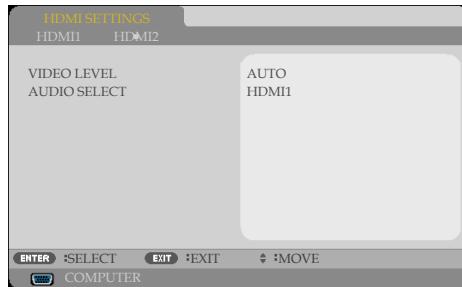 HDMI SETTINGS
HDMI1 HDMI2
VIDEO LEVEL AUTO
AUDIO SELECT HDMI1
ENTER :SELECT EXIT :EXIT :MOVE
COMPUTER